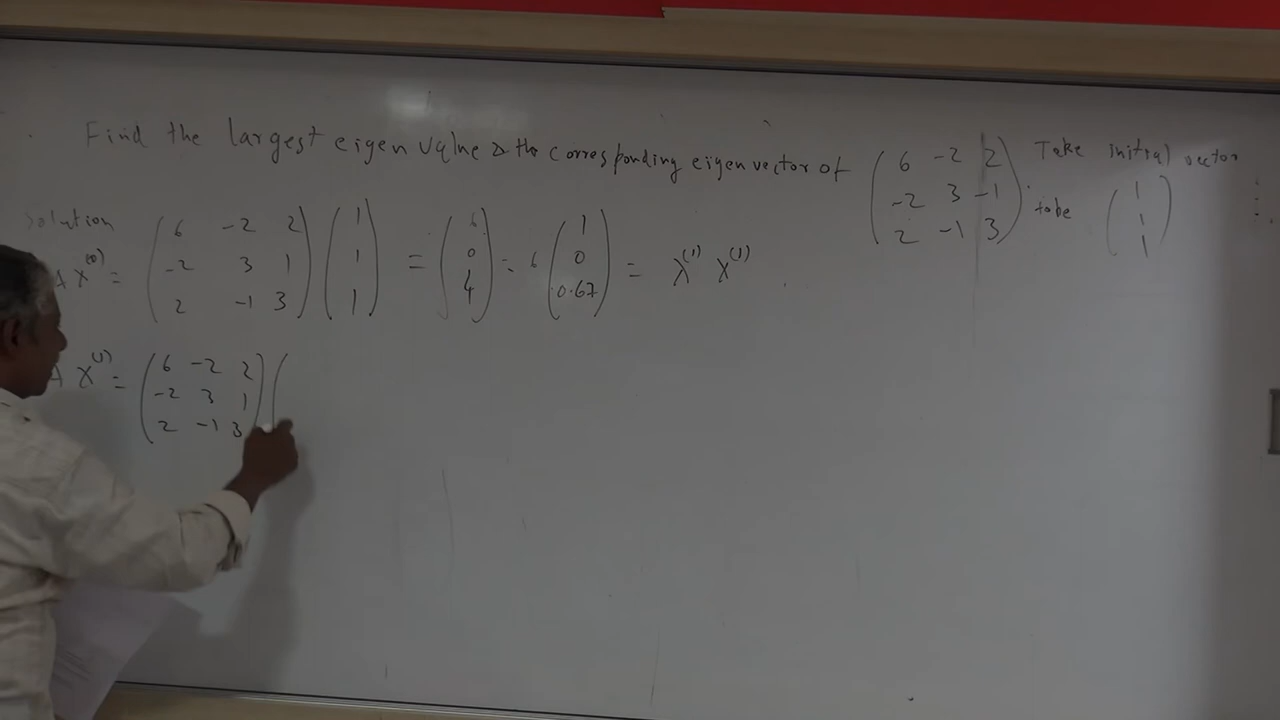 Find the largest eigen value & the corresponding eigen vector of ( 6 -2 2 ; -2 3 -1 ; 2 -1 3 ) Take initial vector to be ( 1 ; 1 ; 1 )
Solution
A X^(0) = ( 6 -2 2 ; -2 3 1 ; 2 -1 3 ) ( 1 ; 1 ; 1 ) = ( 6 ; 0 ; 4 ) = 6 ( 1 ; 0 ; 0.67 ) = λ^(1) X^(1)
A X^(1) = ( 6 -2 2 ; -2 3 1 ; 2 -1 3 ) (